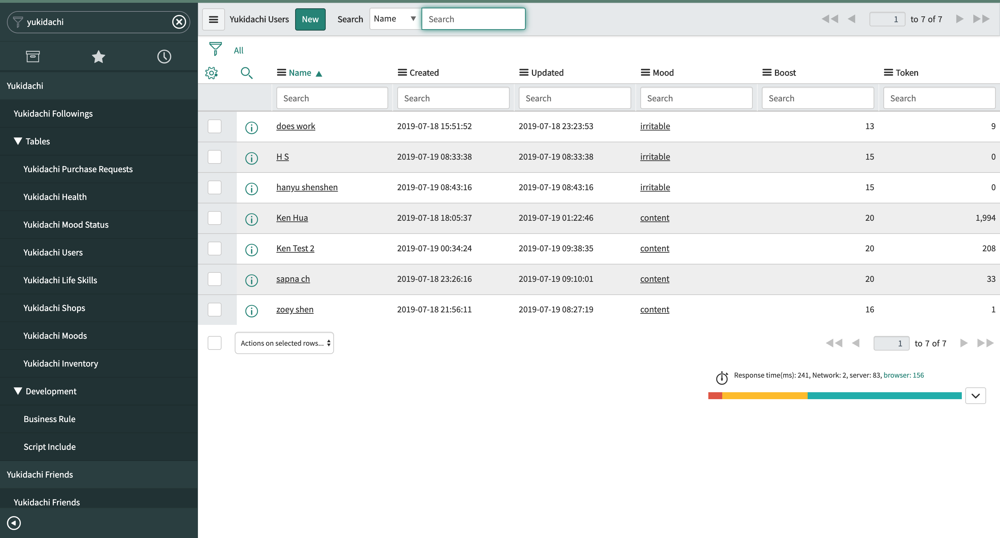 yukidachi
Yukidachi
Yukidachi Followings
Tables
Yukidachi Purchase Requests
Yukidachi Health
Yukidachi Mood Status
Yukidachi Users
Yukidachi Life Skills
Yukidachi Shops
Yukidachi Moods
Yukidachi Inventory
Development
Business Rule
Script Include
Yukidachi Friends
Yukidachi Friends
Yukidachi Users New Search Name Search 1 to 7 of 7
All
Name Created Updated Mood Boost Token
Search Search Search Search Search Search
does work 2019-07-18 15:51:52 2019-07-18 23:23:53 irritable 13 9
H S 2019-07-19 08:33:38 2019-07-19 08:33:38 irritable 15 0
hanyu shenshen 2019-07-19 08:43:16 2019-07-19 08:43:16 irritable 15 0
Ken Hua 2019-07-18 18:05:37 2019-07-19 01:22:46 content 20 1,994
Ken Test 2 2019-07-19 00:34:24 2019-07-19 09:38:35 content 20 208
sapna ch 2019-07-18 23:26:16 2019-07-19 09:10:01 content 20 33
zoey shen 2019-07-18 21:56:11 2019-07-19 08:27:19 content 16 1
Actions on selected rows... 1 to 7 of 7
Response time(ms): 241, Network: 2, server: 83, browser: 156